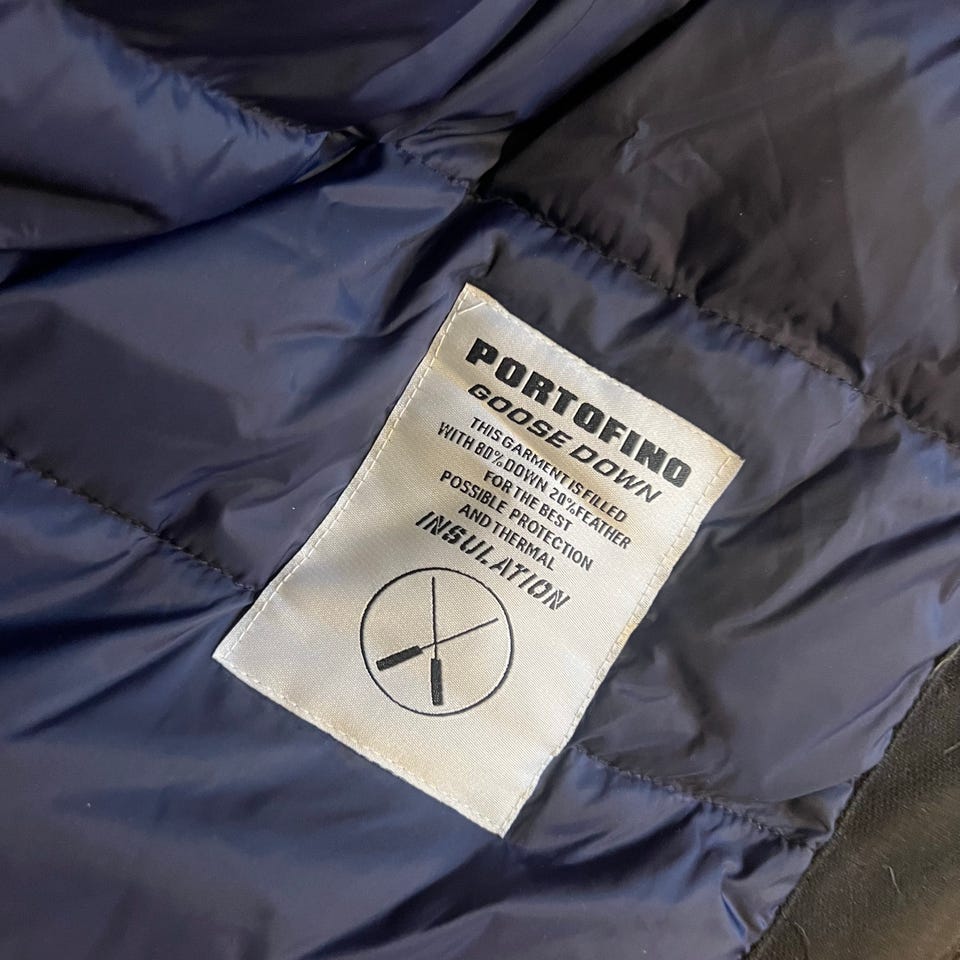 PORTOFINO
GOOSE DOWN
THIS GARMENT IS FILLED
WITH 80% DOWN 20% FEATHER
FOR THE BEST
POSSIBLE PROTECTION
AND THERMAL
INSULATION